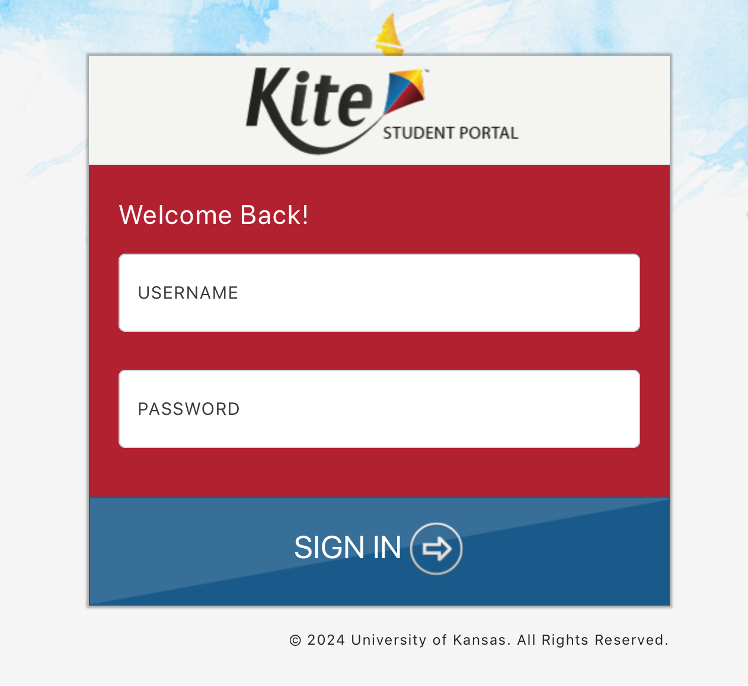 Kite™
STUDENT PORTAL
Welcome Back!
USERNAME
PASSWORD
SIGN IN
© 2024 University of Kansas. All Rights Reserved.